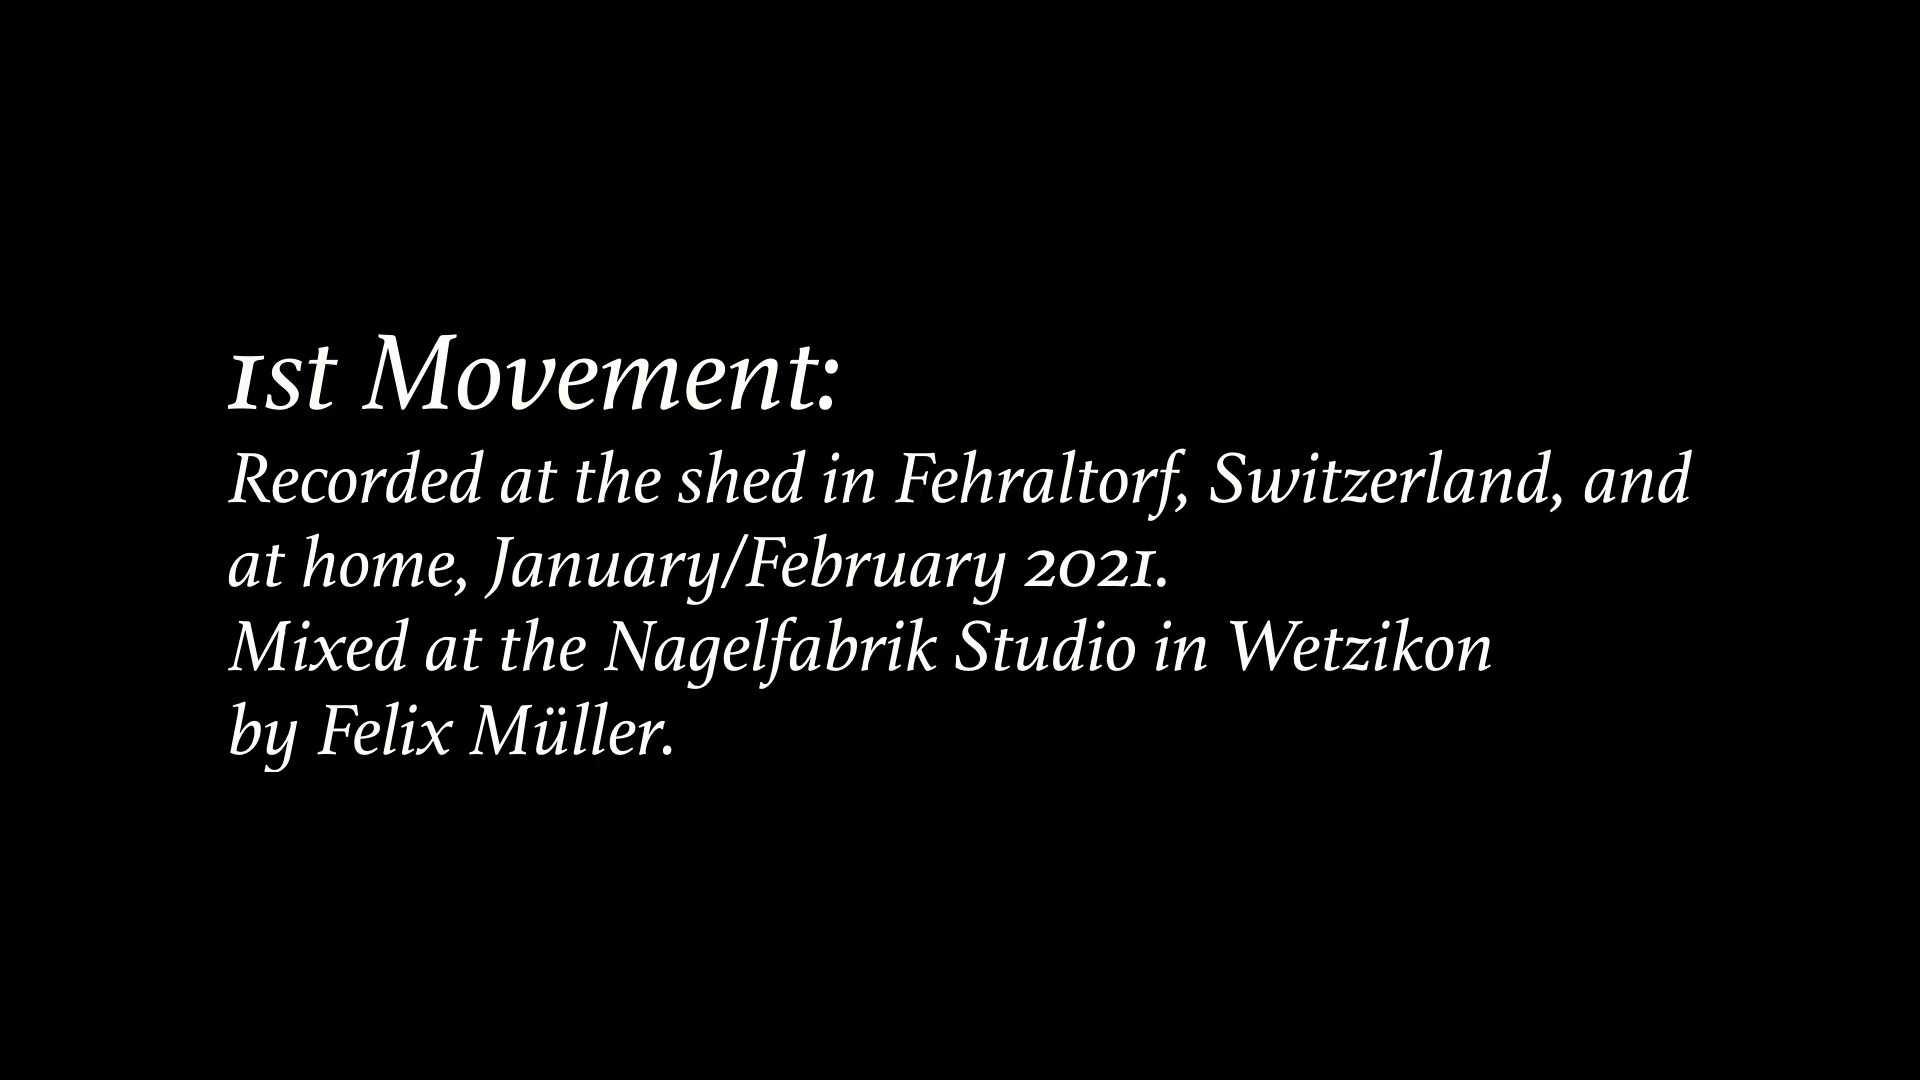 1st Movement:
Recorded at the shed in Fehraltorf, Switzerland, and
at home, January/February 2021.
Mixed at the Nagelfabrik Studio in Wetzikon
by Felix Müller.